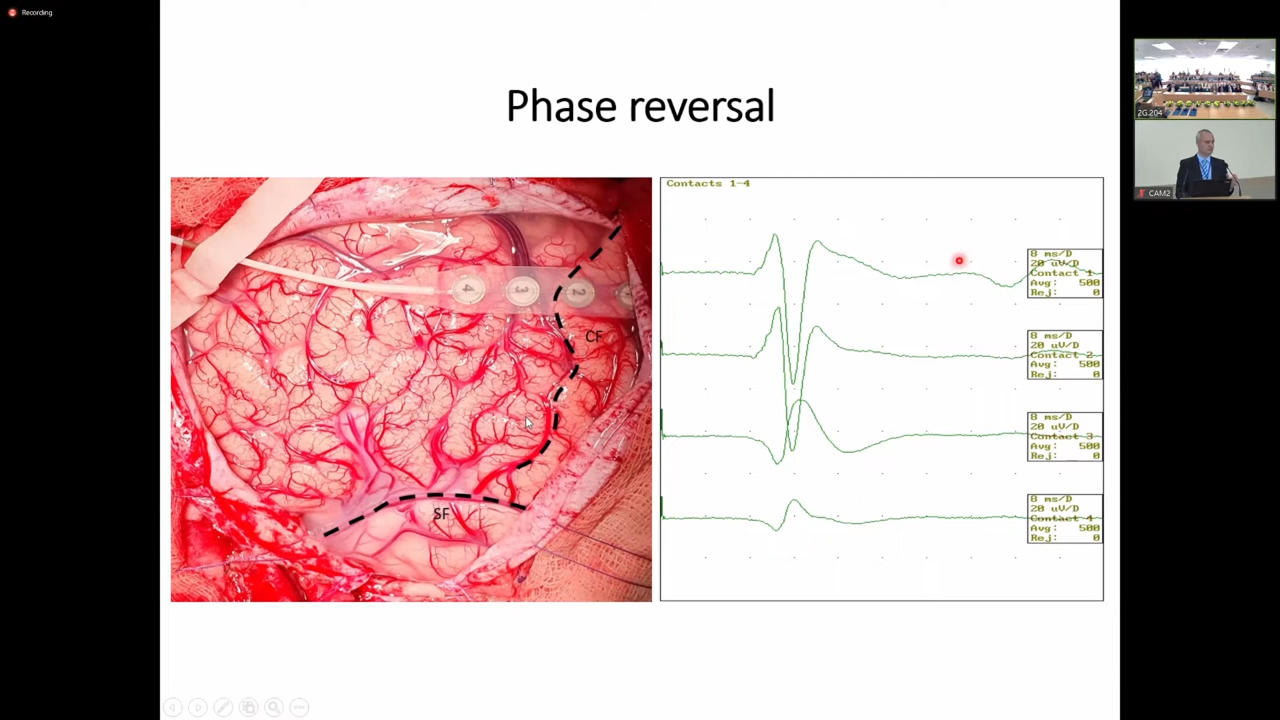 Recording
Phase reversal
4
3
2
CF
SF
Contacts 1-4
8 ms/D
20 uV/D
Contact 1
Avg: 500
Rej: 0
8 ms/D
20 uV/D
Contact 2
Avg: 500
Rej: 0
8 ms/D
20 uV/D
Contact 3
Avg: 500
Rej: 0
8 ms/D
20 uV/D
Contact 4
Avg: 500
Rej: 0
2G.204
CAM2